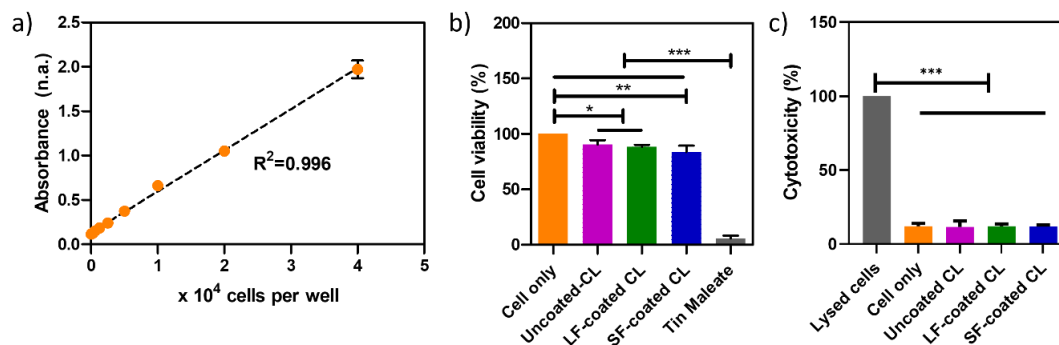 a)
Absorbance (n.a.)
2.5
2.0
1.5
1.0
0.5
0.0
R²=0.996
0 1 2 3 4 5
x 10⁴ cells per well
b)
Cell viability (%)
200
150
100
50
0
***
**
*
Cell only
Uncoated-CL
LF-coated CL
SF-coated CL
Tin Maleate
c)
Cytotoxicity (%)
150
100
50
0
***
Lysed cells
Cell only
Uncoated CL
LF-coated CL
SF-coated CL